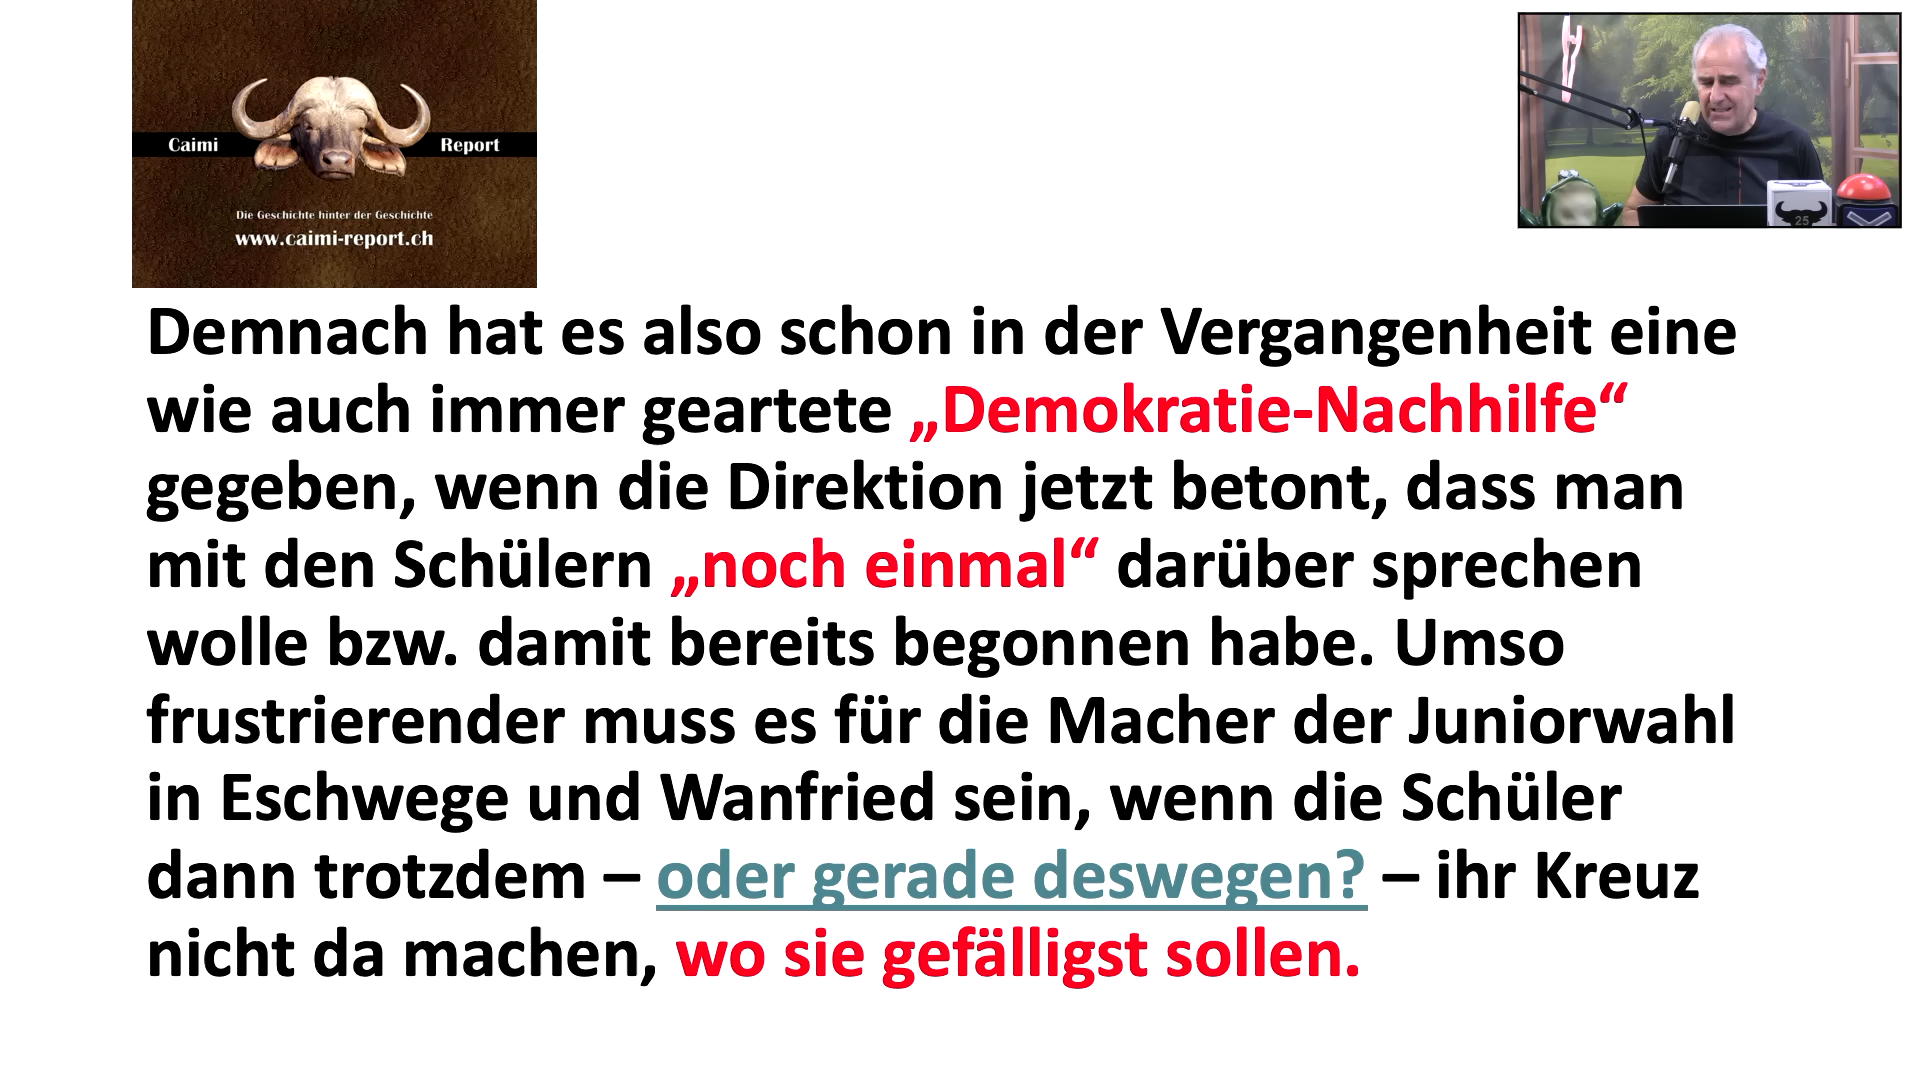 Caimi Report
Die Geschichte hinter der Geschichte
www.caimi-report.ch
25
Demnach hat es also schon in der Vergangenheit eine
wie auch immer geartete „Demokratie-Nachhilfe“
gegeben, wenn die Direktion jetzt betont, dass man
mit den Schülern „noch einmal“ darüber sprechen
wolle bzw. damit bereits begonnen habe. Umso
frustrierender muss es für die Macher der Juniorwahl
in Eschwege und Wanfried sein, wenn die Schüler
dann trotzdem – oder gerade deswegen? – ihr Kreuz
nicht da machen, wo sie gefälligst sollen.